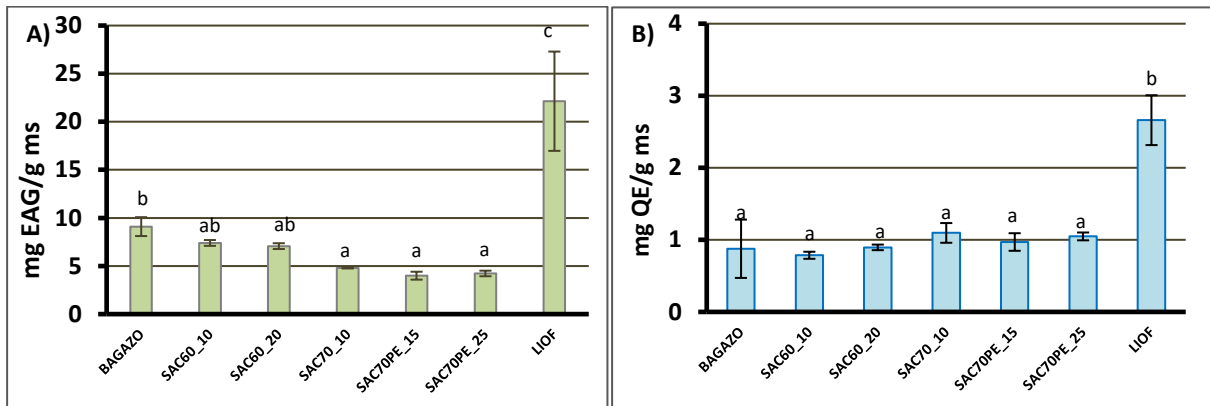 A)
mg EAG/g ms
30
25
20
15
10
5
0
b
ab
ab
a
a
a
c
BAGAZO
SAC60_10
SAC60_20
SAC70_10
SAC70PE_15
SAC70PE_25
LIOF
B)
mg QE/g ms
4
3
2
1
0
a
a
a
a
a
a
b
BAGAZO
SAC60_10
SAC60_20
SAC70_10
SAC70PE_15
SAC70PE_25
LIOF